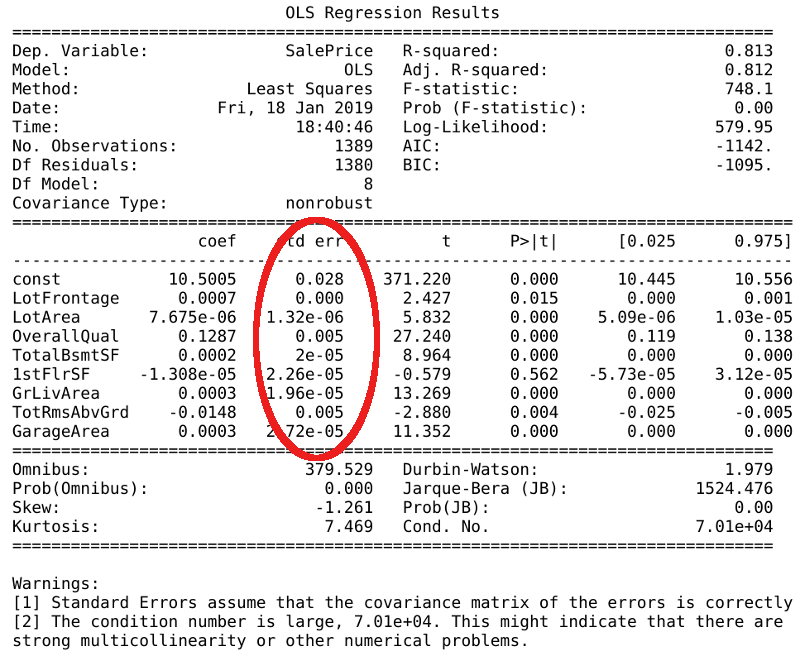 OLS Regression Results
==============================================================================
Dep. Variable: SalePrice R-squared: 0.813
Model: OLS Adj. R-squared: 0.812
Method: Least Squares F-statistic: 748.1
Date: Fri, 18 Jan 2019 Prob (F-statistic): 0.00
Time: 18:40:46 Log-Likelihood: 579.95
No. Observations: 1389 AIC: -1142.
Df Residuals: 1380 BIC: -1095.
Df Model: 8
Covariance Type: nonrobust
================================================================================
coef std err t P>|t| [0.025 0.975]
--------------------------------------------------------------------------------
const 10.5005 0.028 371.220 0.000 10.445 10.556
LotFrontage 0.0007 0.000 2.427 0.015 0.000 0.001
LotArea 7.675e-06 1.32e-06 5.832 0.000 5.09e-06 1.03e-05
OverallQual 0.1287 0.005 27.240 0.000 0.119 0.138
TotalBsmtSF 0.0002 2e-05 8.964 0.000 0.000 0.000
1stFlrSF -1.308e-05 2.26e-05 -0.579 0.562 -5.73e-05 3.12e-05
GrLivArea 0.0003 1.96e-05 13.269 0.000 0.000 0.000
TotRmsAbvGrd -0.0148 0.005 -2.880 0.004 -0.025 -0.005
GarageArea 0.0003 2.72e-05 11.352 0.000 0.000 0.000
==============================================================================
Omnibus: 379.529 Durbin-Watson: 1.979
Prob(Omnibus): 0.000 Jarque-Bera (JB): 1524.476
Skew: -1.261 Prob(JB): 0.00
Kurtosis: 7.469 Cond. No. 7.01e+04
==============================================================================
Warnings:
[1] Standard Errors assume that the covariance matrix of the errors is correctly
[2] The condition number is large, 7.01e+04. This might indicate that there are
strong multicollinearity or other numerical problems.